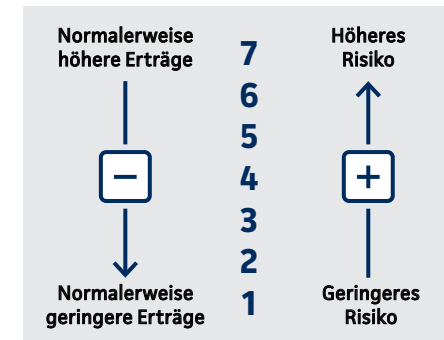 Normalerweise
höhere Erträge
7
Höheres
Risiko
6
5
−
4
+
3
2
Normalerweise
geringere Erträge
1
Geringeres
Risiko